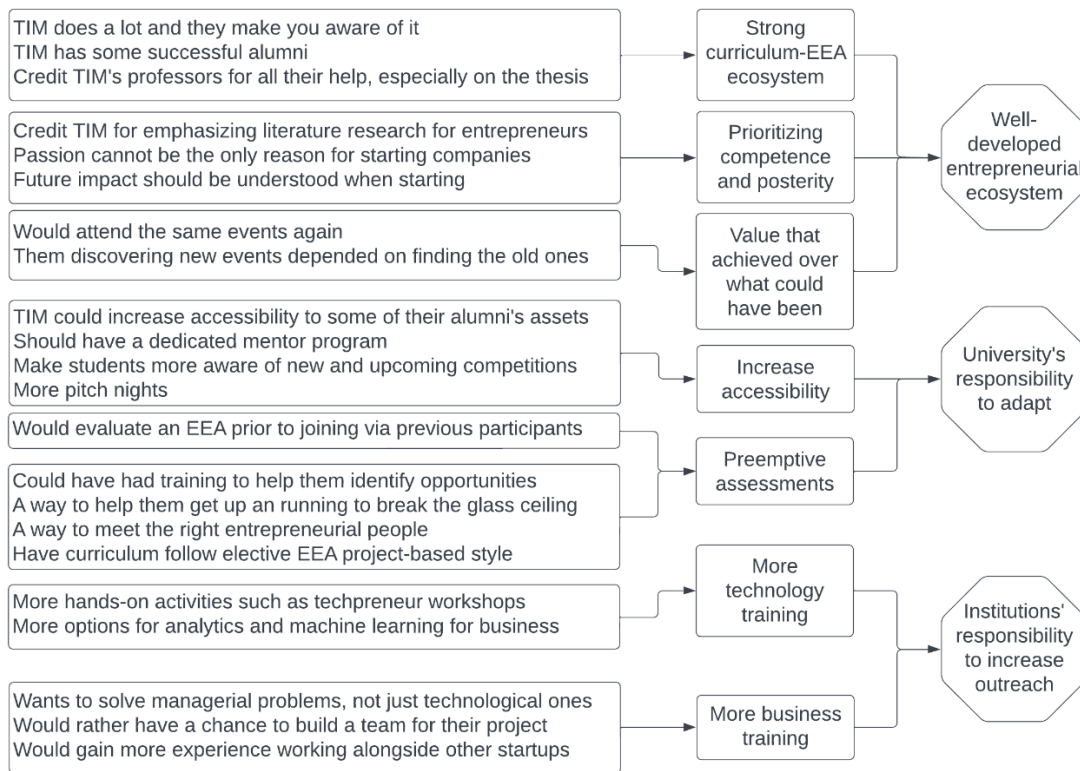 TIM does a lot and they make you aware of it
TIM has some successful alumni
Credit TIM's professors for all their help, especially on the thesis
Strong
curriculum-EEA
ecosystem
Credit TIM for emphasizing literature research for entrepreneurs
Passion cannot be the only reason for starting companies
Future impact should be understood when starting
Prioritizing
competence
and posterity
Would attend the same events again
Them discovering new events depended on finding the old ones
Value that
achieved over
what could
have been
Well-
developed
entrepreneurial
ecosystem
TIM could increase accessibility to some of their alumni's assets
Should have a dedicated mentor program
Make students more aware of new and upcoming competitions
More pitch nights
Increase
accessibility
Would evaluate an EEA prior to joining via previous participants
Could have had training to help them identify opportunities
A way to help them get up an running to break the glass ceiling
A way to meet the right entrepreneurial people
Have curriculum follow elective EEA project-based style
Preemptive
assessments
University's
responsibility
to adapt
More hands-on activities such as techpreneur workshops
More options for analytics and machine learning for business
More
technology
training
Wants to solve managerial problems, not just technological ones
Would rather have a chance to build a team for their project
Would gain more experience working alongside other startups
More business
training
Institutions'
responsibility
to increase
outreach